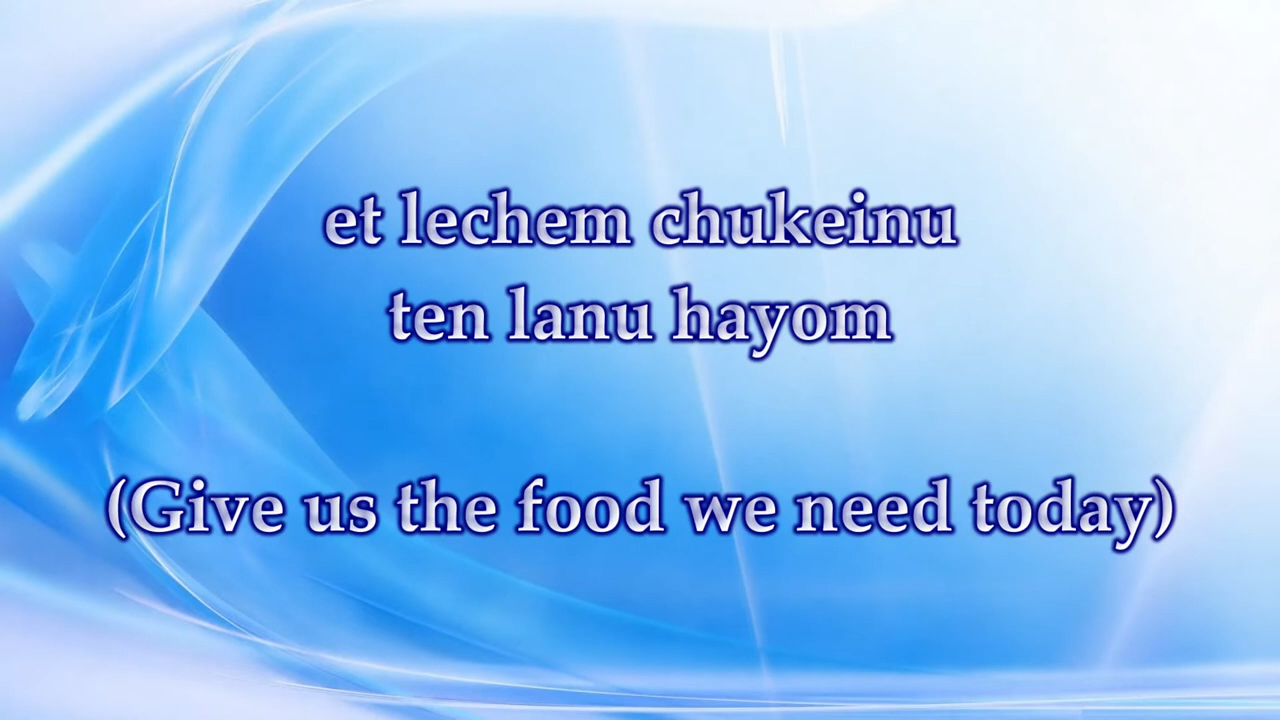 et lechem chukeinu
ten lanu hayom
(Give us the food we need today)